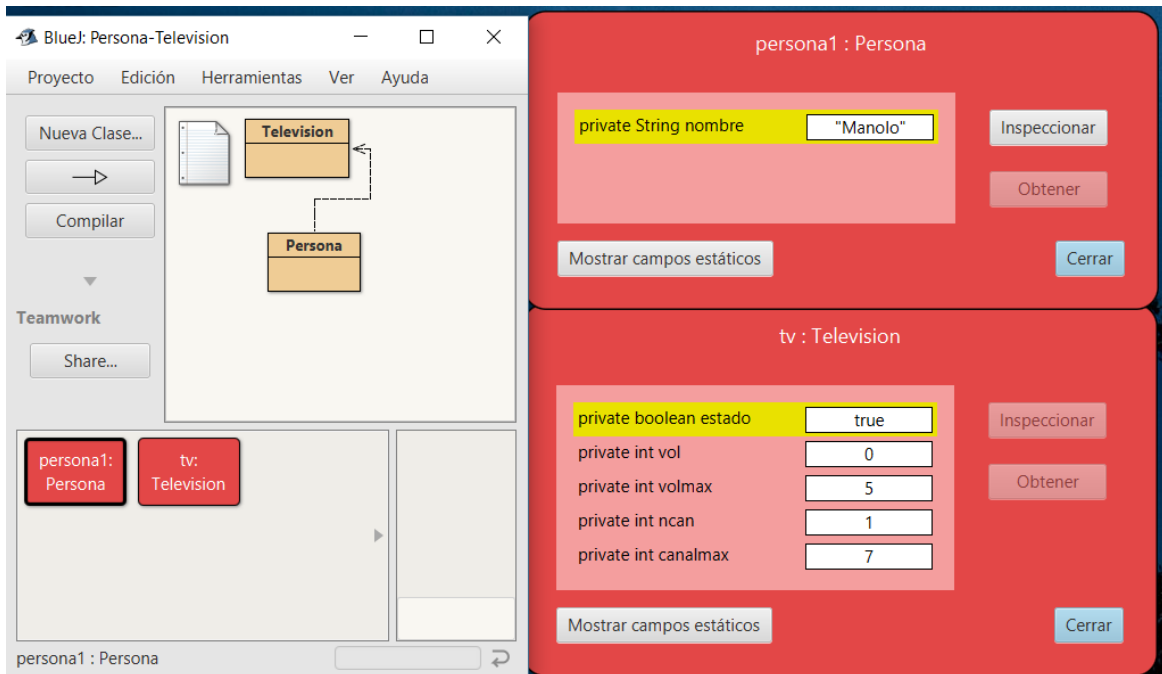 BlueJ: Persona-Television
Proyecto Edición Herramientas Ver Ayuda
Nueva Clase...
Compilar
Teamwork
Share...
Television
Persona
persona1:
Persona
tv:
Television
persona1 : Persona
persona1 : Persona
private String nombre "Manolo"
Inspeccionar
Obtener
Mostrar campos estáticos
Cerrar
tv : Television
private boolean estado true
private int vol 0
private int volmax 5
private int ncan 1
private int canalmax 7
Inspeccionar
Obtener
Mostrar campos estáticos
Cerrar